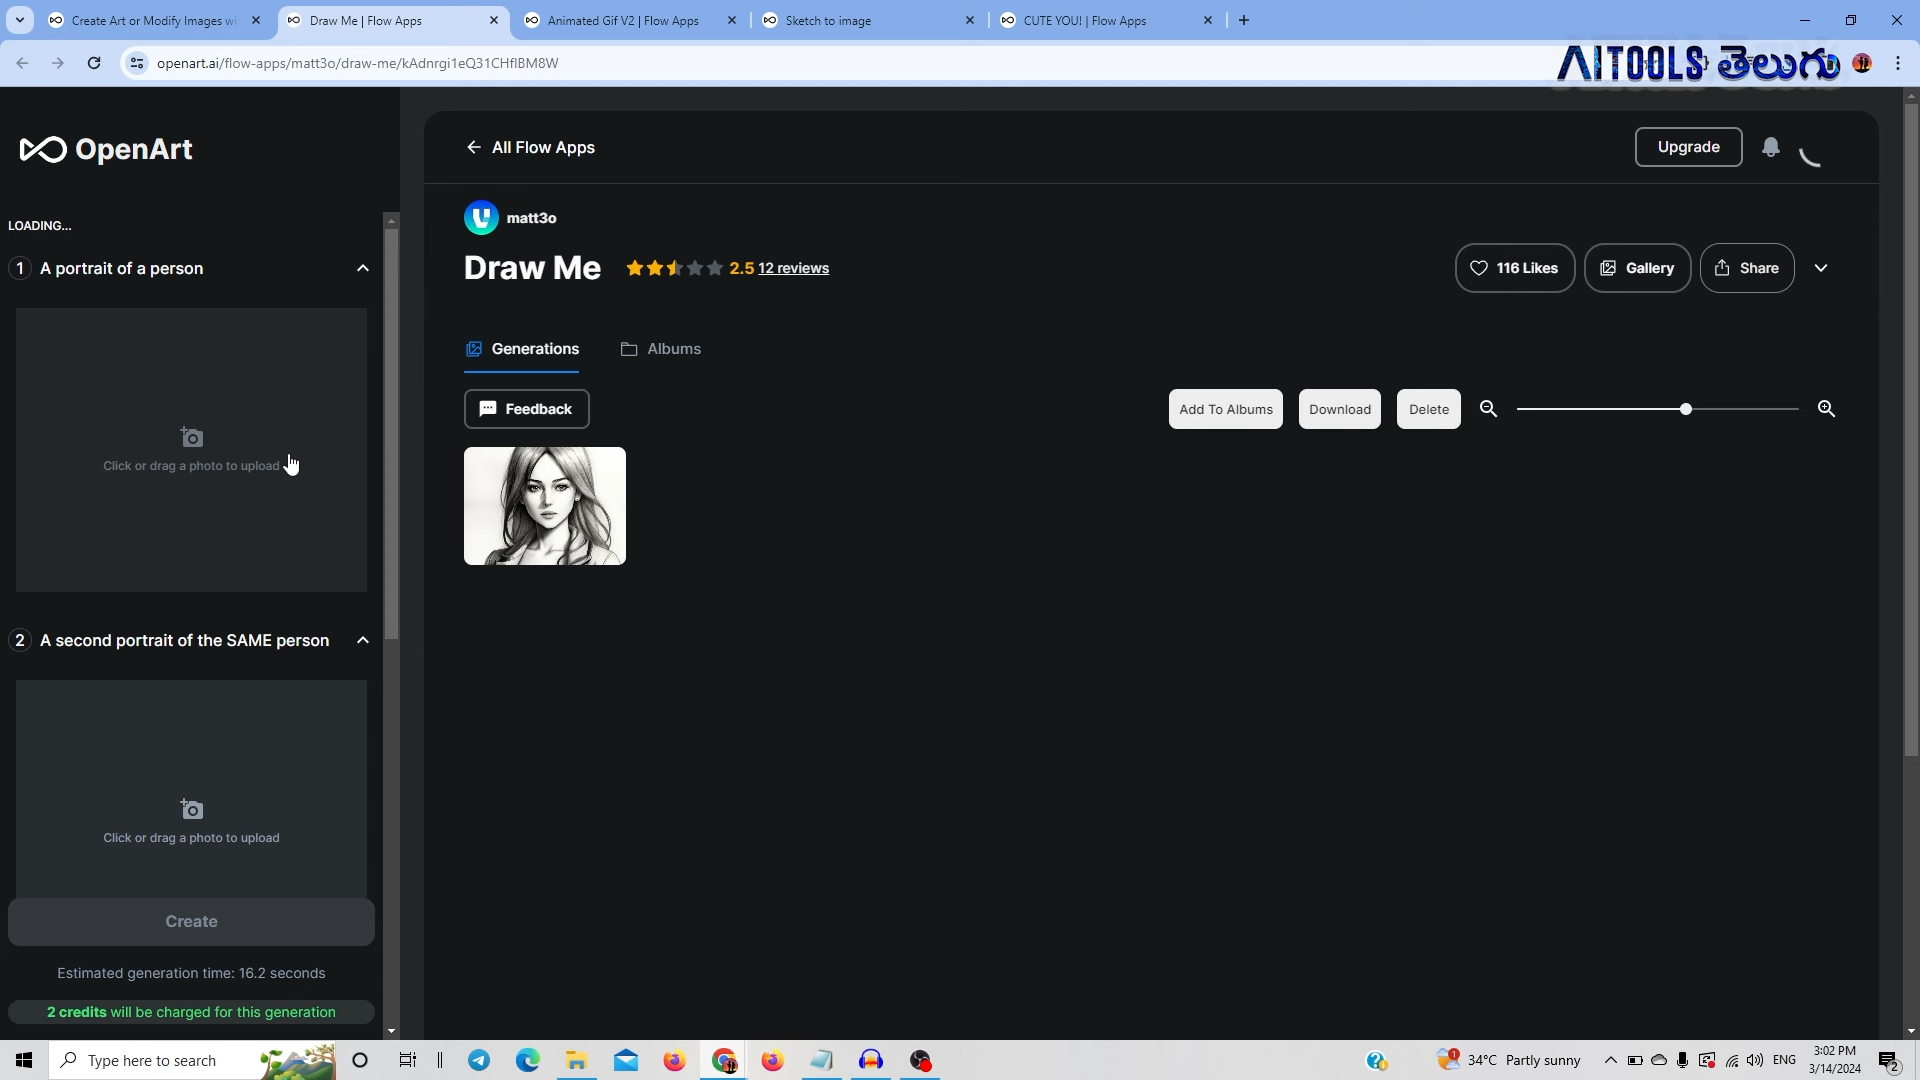 Create Art or Modify Images wi
Draw Me | Flow Apps
Animated Gif V2 | Flow Apps
Sketch to image
CUTE YOU! | Flow Apps
openart.ai/flow-apps/matt3o/draw-me/kAdnrgi1eQ31CHflBM8W
AITOOLS తెలుగు
OpenArt
All Flow Apps
Upgrade
LOADING...
matt3o
1 A portrait of a person
Draw Me
2.5 12 reviews
116 Likes
Gallery
Share
Generations
Albums
Feedback
Add To Albums
Download
Delete
Click or drag a photo to upload
2 A second portrait of the SAME person
Click or drag a photo to upload
Create
Estimated generation time: 16.2 seconds
2 credits will be charged for this generation
Type here to search
1
34°C Partly sunny
ENG
3:02 PM
3/14/2024
2